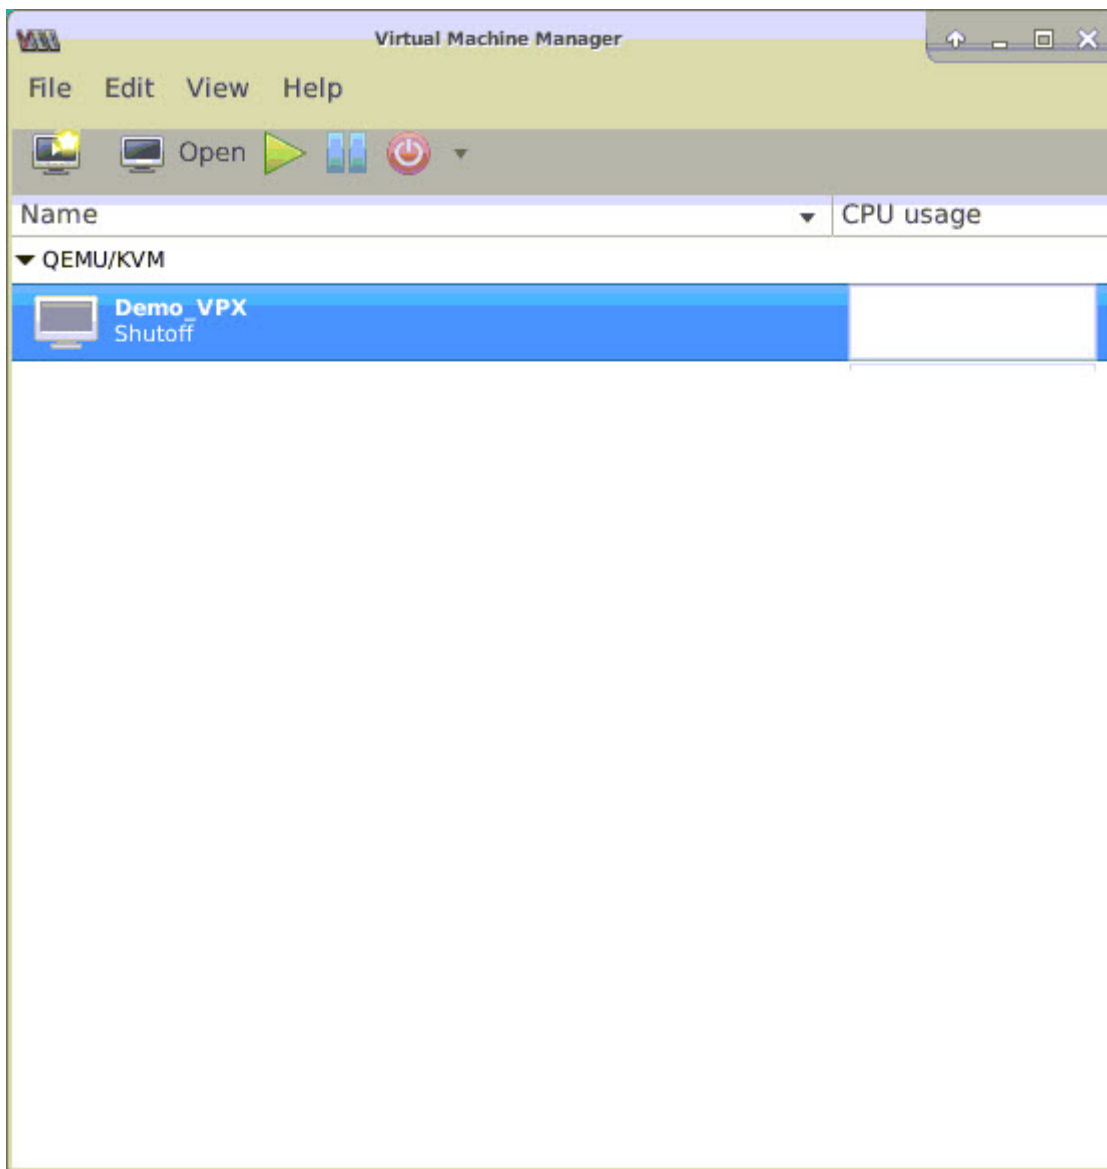 Virtual Machine Manager
File Edit View Help
Open
Name CPU usage
QEMU/KVM
Demo_VPX
Shutoff